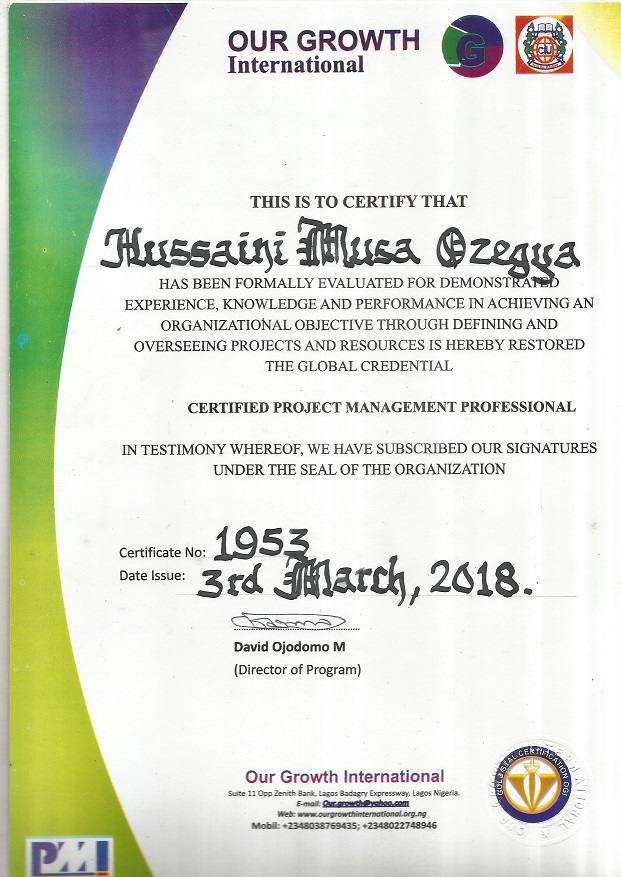 OUR GROWTH
International
G
CIU
THIS IS TO CERTIFY THAT
Hussaini Musa Ozegya
HAS BEEN FORMALLY EVALUATED FOR DEMONSTRATED
EXPERIENCE, KNOWLEDGE AND PERFORMANCE IN ACHIEVING AN
ORGANIZATIONAL OBJECTIVE THROUGH DEFINING AND
OVERSEEING PROJECTS AND RESOURCES IS HEREBY RESTORED
THE GLOBAL CREDENTIAL
CERTIFIED PROJECT MANAGEMENT PROFESSIONAL
IN TESTIMONY WHEREOF, WE HAVE SUBSCRIBED OUR SIGNATURES
UNDER THE SEAL OF THE ORGANIZATION
Certificate No: 1953
Date Issue: 3rd March, 2018.
David Ojodomo M
(Director of Program)
GOLD SEAL CERTIFICATION OGI
Our Growth International
Suite 11 Opp Zenith Bank, Lagos Badagry Expressway, Lagos Nigeria.
E-mail: Our.growth@yahoo.com
Web: www.ourgrowthinternational.org.ng
Mobil: +2348038769435; +2348022748946
PMI